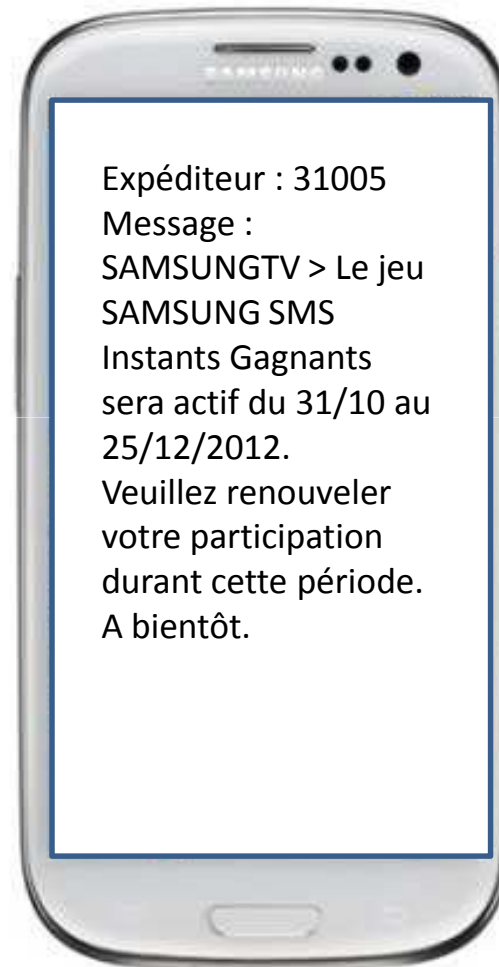 SAMSUNG
Expéditeur : 31005
Message :
SAMSUNGTV > Le jeu
SAMSUNG SMS
Instants Gagnants
sera actif du 31/10 au
25/12/2012.
Veuillez renouveler
votre participation
durant cette période.
A bientôt.